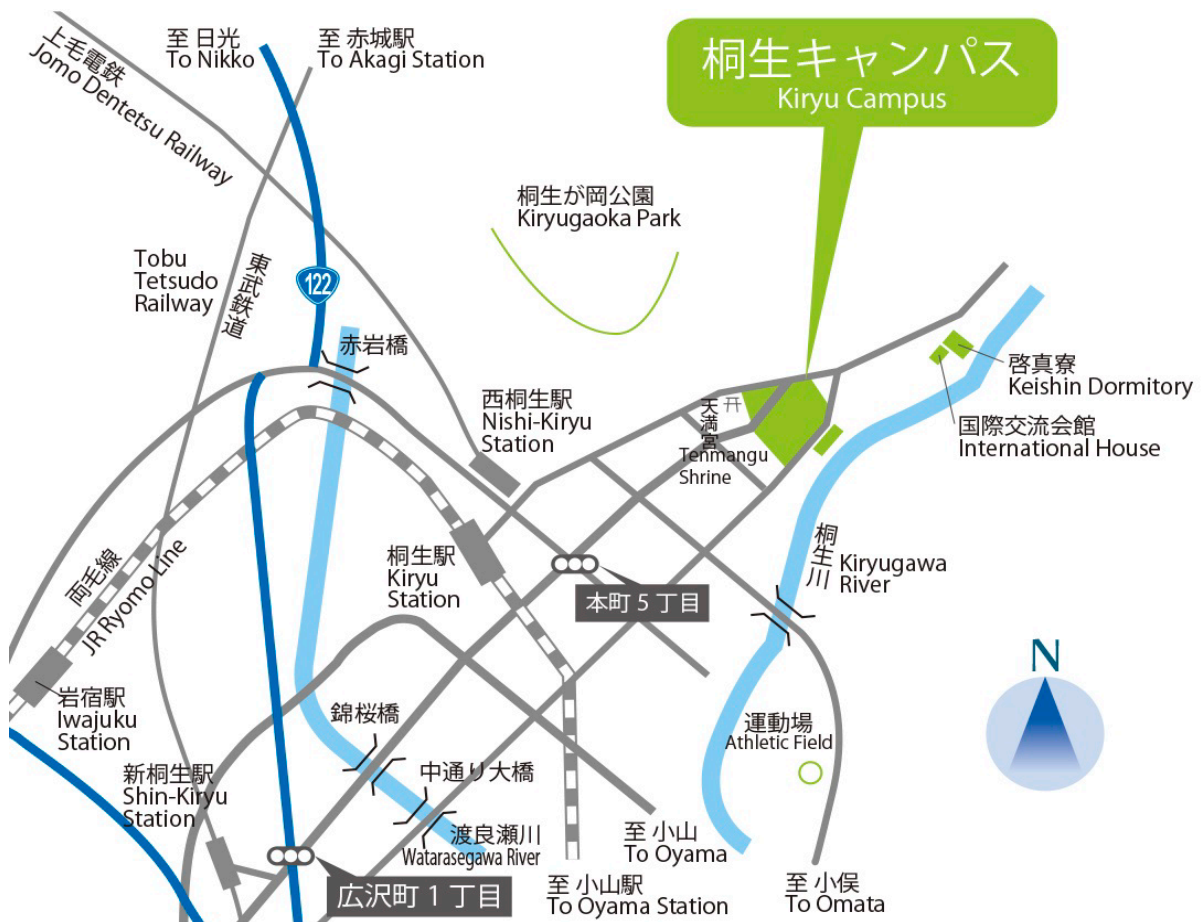 至 日光
To Nikko
至 赤城駅
To Akagi Station
上毛電鉄
Jomo Dentetsu Railway
桐生キャンパス
Kiryu Campus
桐生が岡公園
Kiryugaoka Park
Tobu
Tetsudo
Railway
東武鉄道
122
赤岩橋
西桐生駅
Nishi-Kiryu
Station
天満宮
Tenmangu
Shrine
啓真寮
Keishin Dormitory
国際交流会館
International House
両毛線
JR Ryomo Line
桐生駅
Kiryu
Station
本町 5 丁目
桐生川
Kiryugawa
River
N
岩宿駅
Iwajuku
Station
錦桜橋
運動場
Athletic Field
新桐生駅
Shin-Kiryu
Station
中通り大橋
渡良瀬川
Watarasegawa River
至 小山
To Oyama
広沢町 1 丁目
至 小山駅
To Oyama Station
至 小俣
To Omata